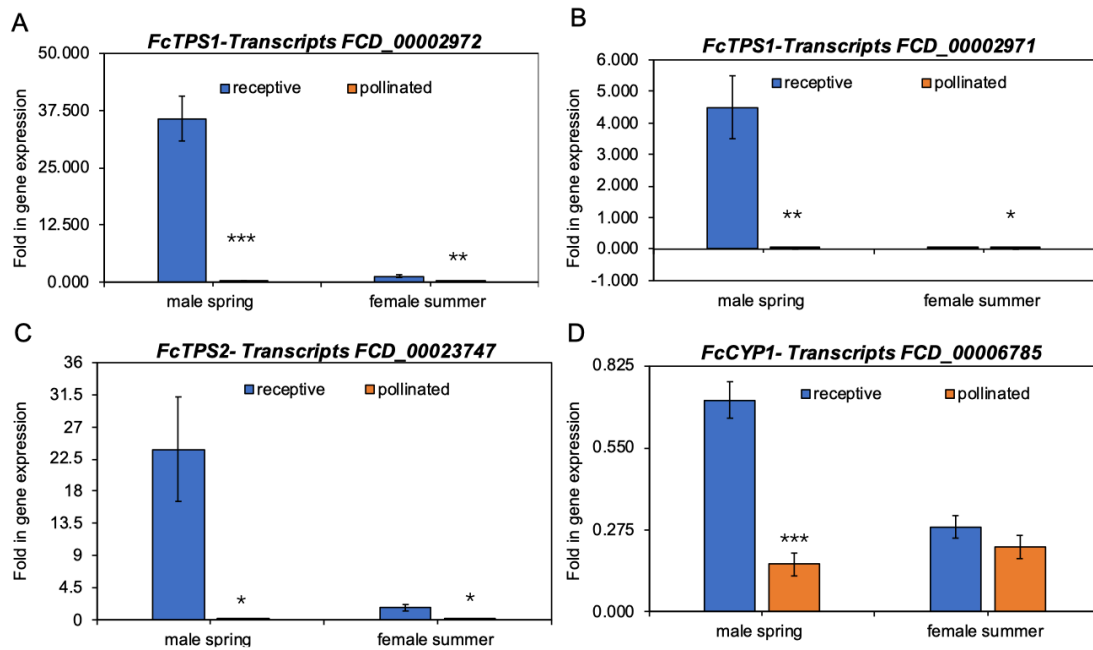 A
FcTPS1-Transcripts FCD_00002972
50.000
37.500
25.000
12.500
0.000
Fold in gene expression
receptive pollinated
***
**
male spring female summer
B
FcTPS1-Transcripts FCD_00002971
6.000
5.000
4.000
3.000
2.000
1.000
0.000
-1.000
Fold in gene expression
receptive pollinated
**
*
male spring female summer
C
FcTPS2- Transcripts FCD_00023747
36
31.5
27
22.5
18
13.5
9
4.5
0
Fold in gene expression
receptive pollinated
*
*
male spring female summer
D
FcCYP1- Transcripts FCD_00006785
0.825
0.550
0.275
0.000
Fold in gene expression
receptive pollinated
***
male spring female summer